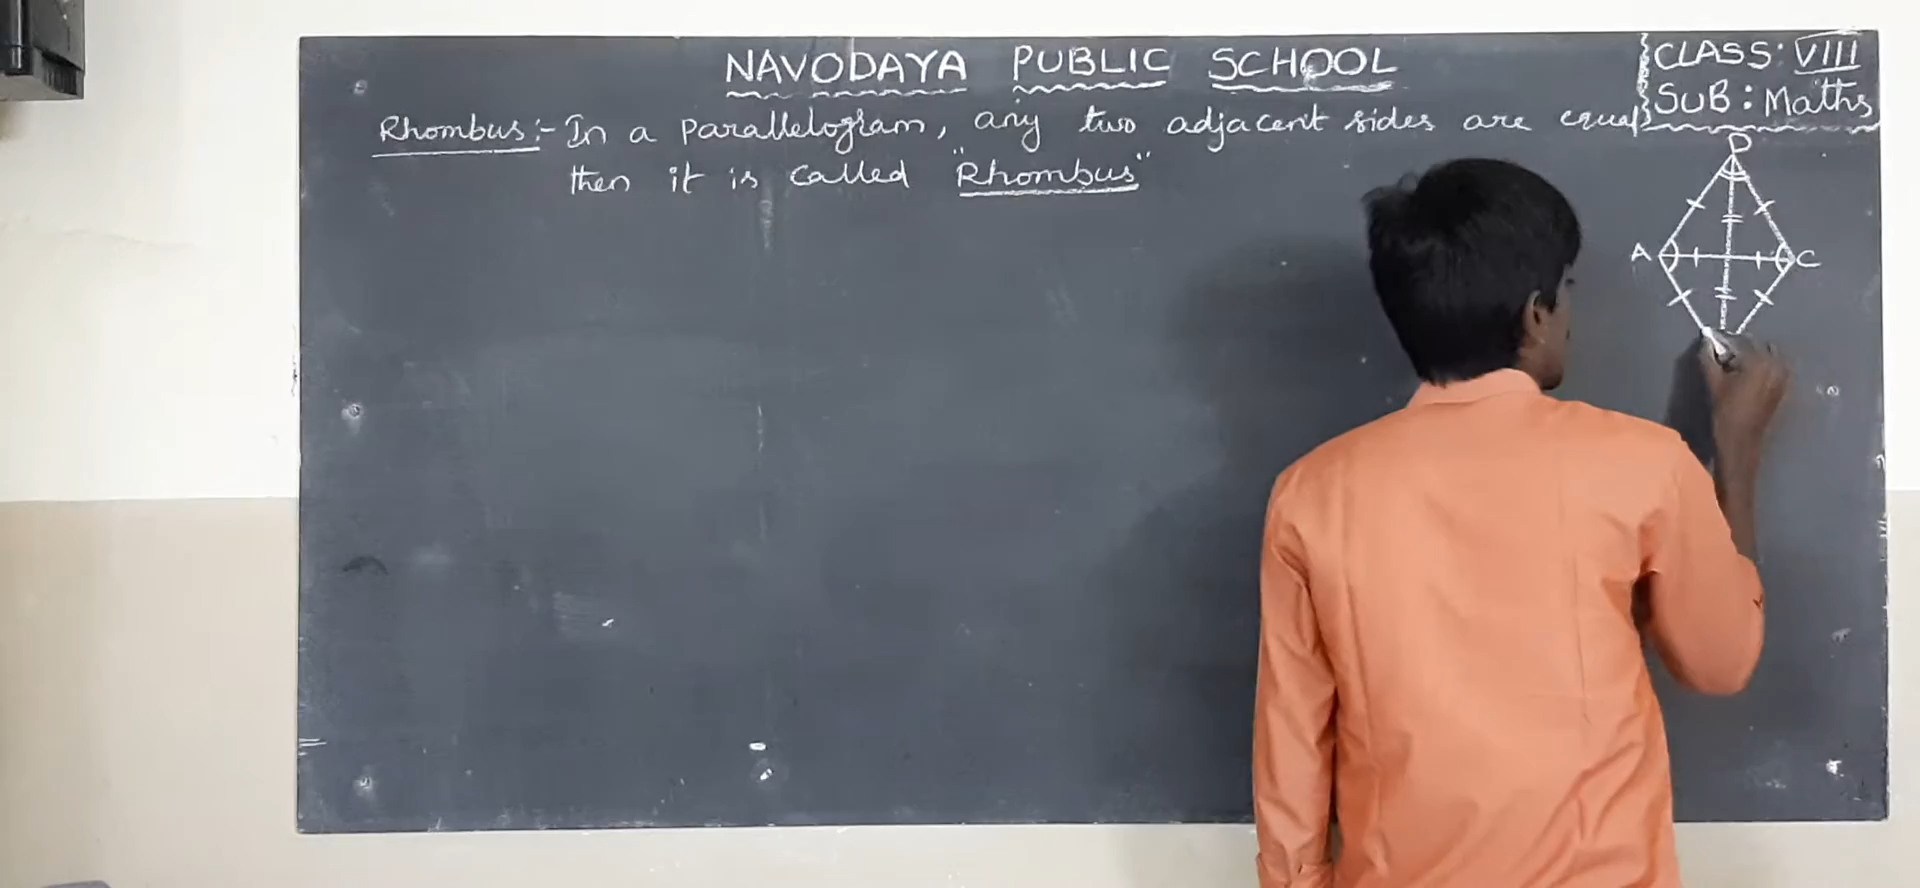 NAVODAYA PUBLIC SCHOOL
CLASS: VIII
SUB: Maths
Rhombus:- In a parallelogram, any two adjacent sides are equal
then it is called "Rhombus"
D
A
C